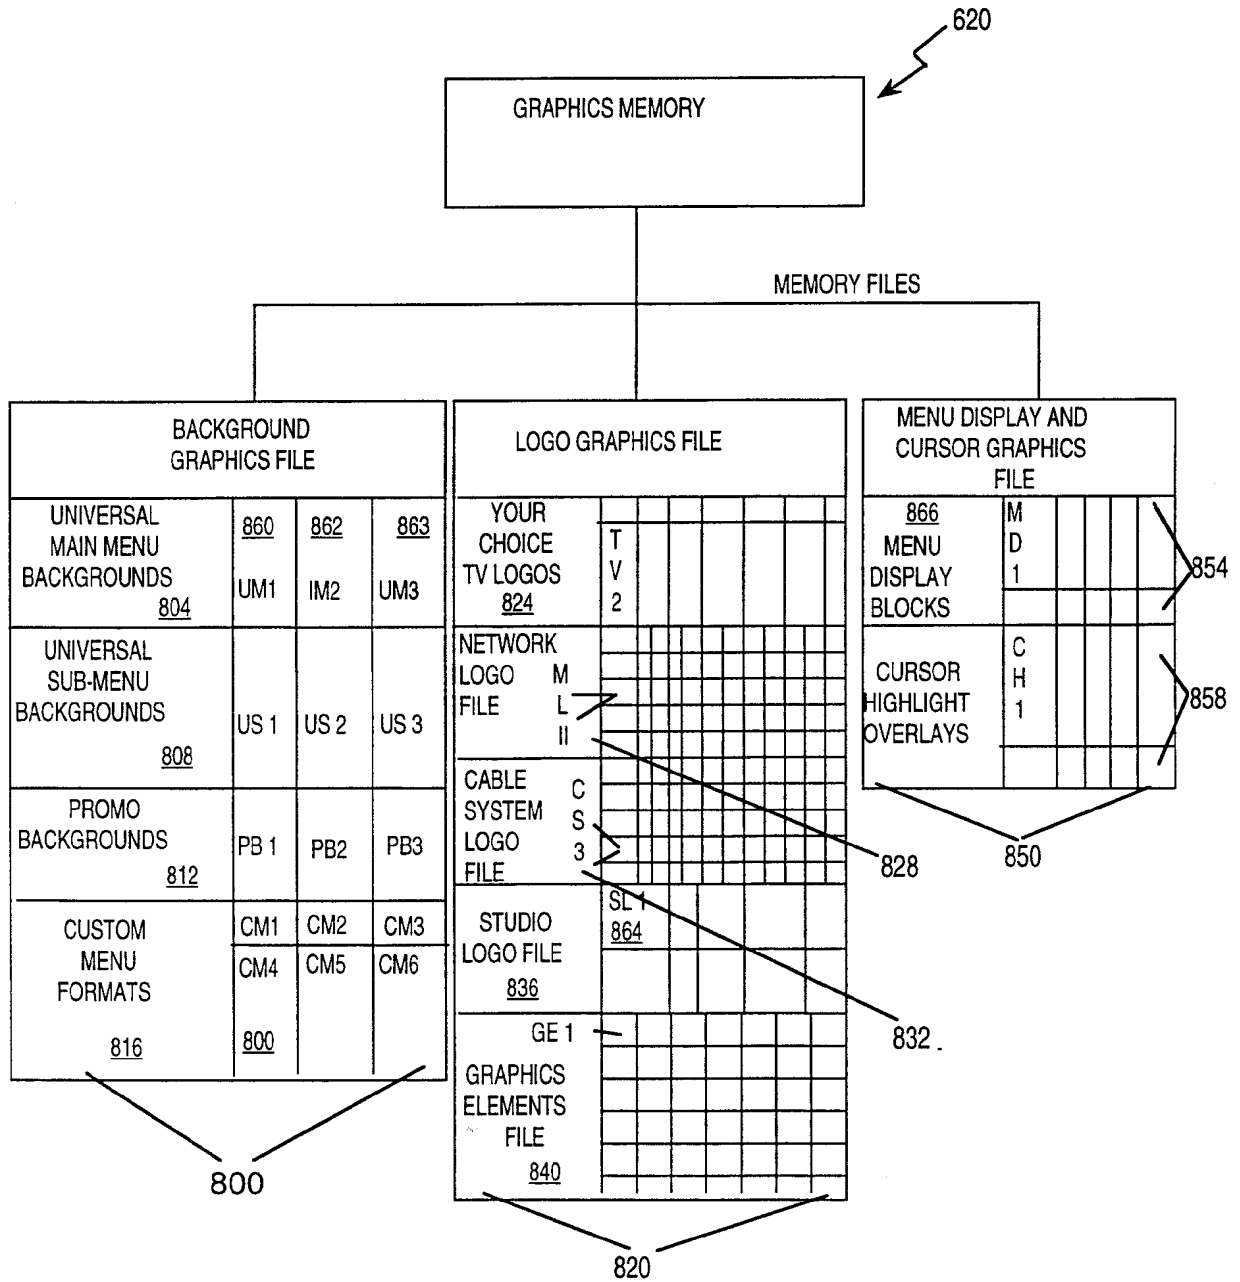 620
GRAPHICS MEMORY
MEMORY FILES
BACKGROUND
GRAPHICS FILE
UNIVERSAL
MAIN MENU
BACKGROUNDS
804
860
862
863
UM1
IM2
UM3
UNIVERSAL
SUB-MENU
BACKGROUNDS
808
US 1
US 2
US 3
PROMO
BACKGROUNDS
812
PB 1
PB2
PB3
CUSTOM
MENU
FORMATS
816
CM1
CM2
CM3
CM4
CM5
CM6
800
800
LOGO GRAPHICS FILE
YOUR
CHOICE
TV LOGOS
824
T
V
2
NETWORK
LOGO
FILE
M
L
II
828
CABLE
SYSTEM
LOGO
FILE
C
S
3
832
STUDIO
LOGO FILE
836
SL 1
864
GE 1
GRAPHICS
ELEMENTS
FILE
840
820
MENU DISPLAY AND
CURSOR GRAPHICS
FILE
866
MENU
DISPLAY
BLOCKS
M
D
1
854
CURSOR
HIGHLIGHT
OVERLAYS
C
H
1
858
850